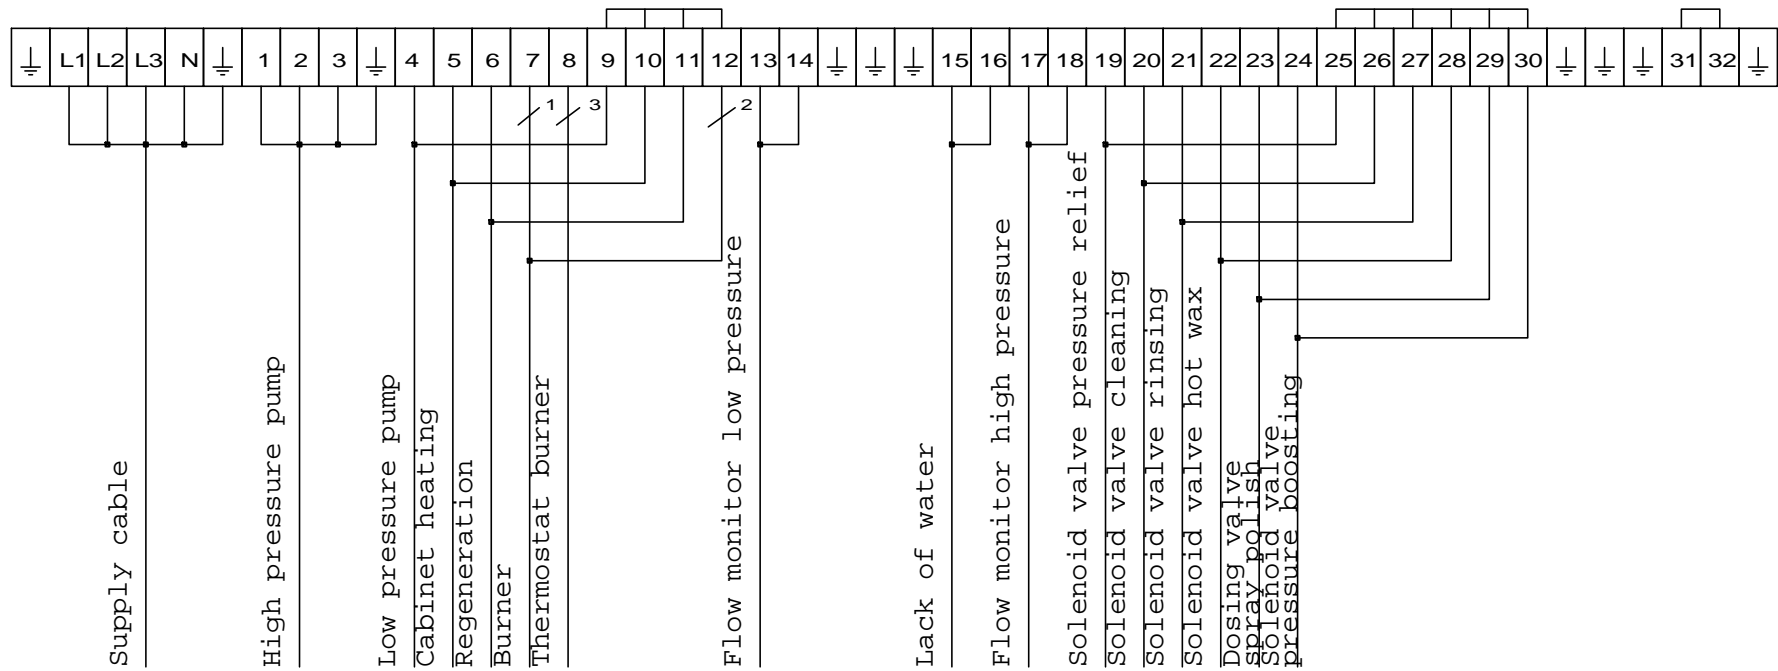 L1 L2 L3 N 1 2 3 4 5 6 7 8 9 10 11 12 13 14 15 16 17 18 19 20 21 22 23 24 25 26 27 28 29 30 31 32
1 3 2
Supply cable
High pressure pump
Low pressure pump
Cabinet heating
Regeneration
Burner
Thermostat burner
Flow monitor low pressure
Lack of water
Flow monitor high pressure
Solenoid valve pressure relief
Solenoid valve cleaning
Solenoid valve rinsing
Solenoid valve hot wax
Dosing valve
spray polish
Solenoid valve
pressure boosting